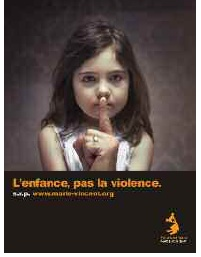 L'enfance, pas la violence.
s.v.p. www.marie-vincent.org